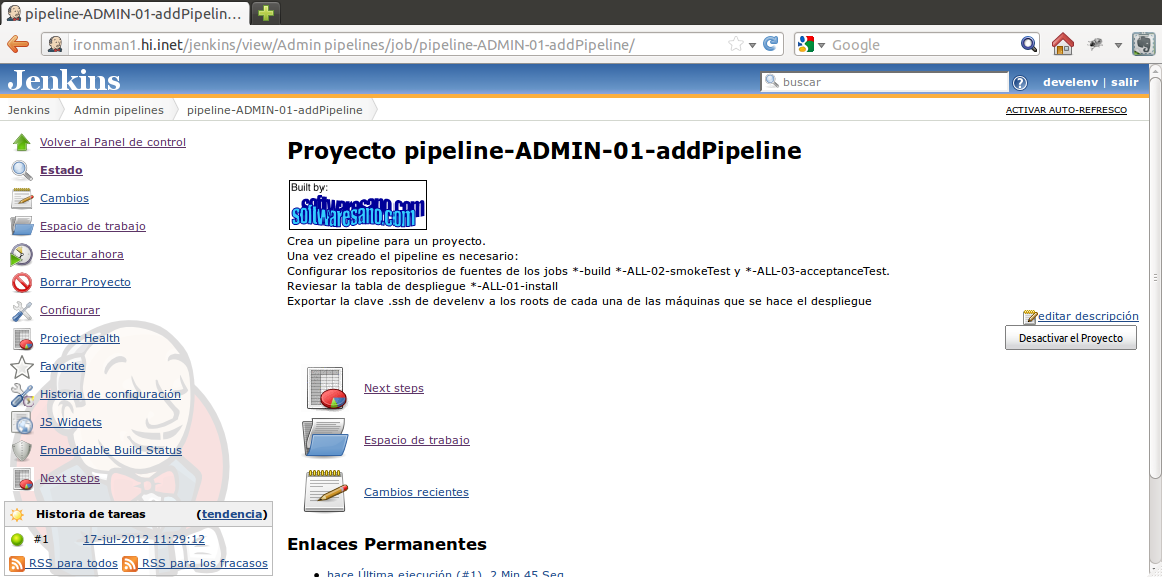 pipeline-ADMIN-01-addPipelin...
ironman1.hi.inet/jenkins/view/Admin pipelines/job/pipeline-ADMIN-01-addPipeline/
Google
Jenkins
buscar
develenv | salir
Jenkins
Admin pipelines
pipeline-ADMIN-01-addPipeline
ACTIVAR AUTO-REFRESCO
Volver al Panel de control
Estado
Cambios
Espacio de trabajo
Ejecutar ahora
Borrar Proyecto
Configurar
Project Health
Favorite
Historia de configuración
JS Widgets
Embeddable Build Status
Next steps
Historia de tareas
(tendencia)
#1
17-jul-2012 11:29:12
RSS para todos
RSS para los fracasos
Proyecto pipeline-ADMIN-01-addPipeline
Built by:
softwaresano.com
Crea un pipeline para un proyecto.
Una vez creado el pipeline es necesario:
Configurar los repositorios de fuentes de los jobs *-build *-ALL-02-smokeTest y *-ALL-03-acceptanceTest.
Reviesar la tabla de despliegue *-ALL-01-install
Exportar la clave .ssh de develenv a los roots de cada una de las máquinas que se hace el despliegue
editar descripción
Desactivar el Proyecto
Next steps
Espacio de trabajo
Cambios recientes
Enlaces Permanentes
hace Última ejecución (#1), 2 Min 45 Seg